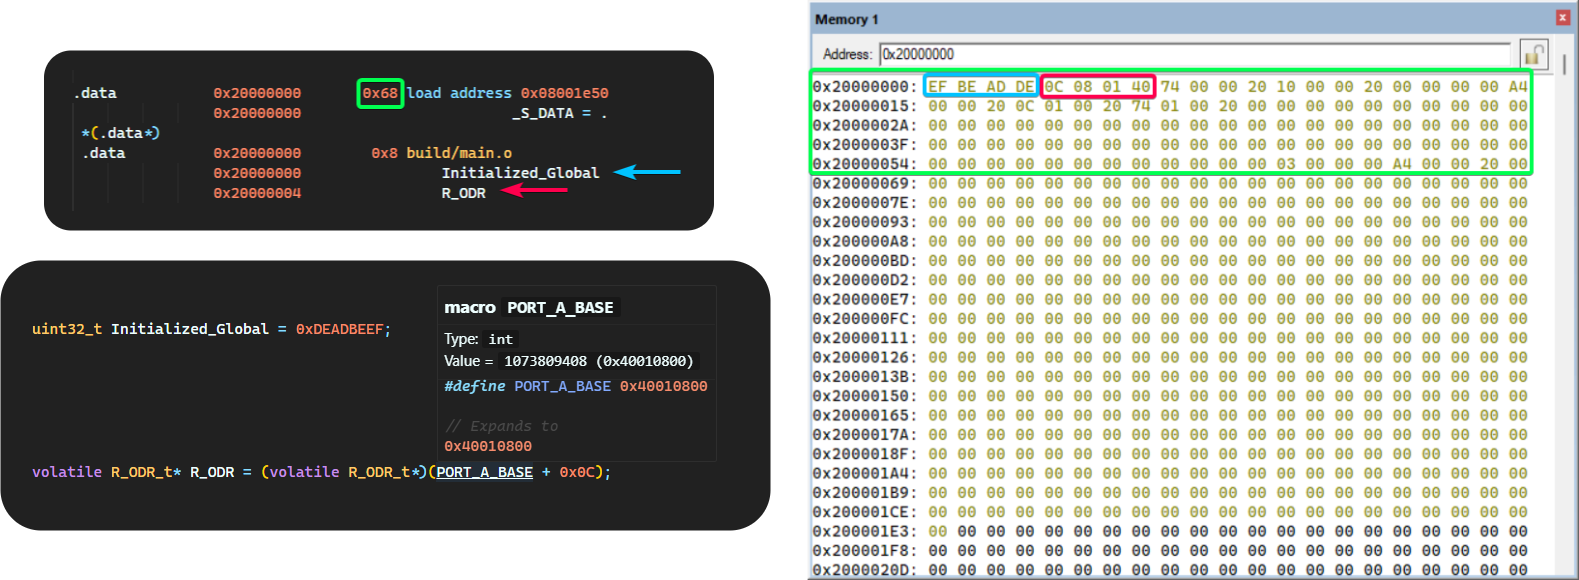 .data 0x20000000 0x68 load address 0x08001e50
0x20000000 _S_DATA = .
*(.data*)
.data 0x20000000 0x8 build/main.o
0x20000000 Initialized_Global
0x20000004 R_ODR
macro PORT_A_BASE
Type: int
Value = 1073809408 (0x40010800)
#define PORT_A_BASE 0x40010800
// Expands to
0x40010800
uint32_t Initialized_Global = 0xDEADBEEF;
volatile R_ODR_t* R_ODR = (volatile R_ODR_t*)(PORT_A_BASE + 0x0C);
Memory 1
Address: 0x20000000
0x20000000: EF BE AD DE 0C 08 01 40 74 00 00 20 10 00 00 20 00 00 00 00 A4
0x20000015: 00 00 20 0C 01 00 20 74 01 00 20 00 00 00 00 00 00 00 00 00 00
0x2000002A: 00 00 00 00 00 00 00 00 00 00 00 00 00 00 00 00 00 00 00 00 00
0x2000003F: 00 00 00 00 00 00 00 00 00 00 00 00 00 00 00 00 00 00 00 00 00
0x20000054: 00 00 00 00 00 00 00 00 00 00 00 00 03 00 00 00 A4 00 00 20 00
0x20000069: 00 00 00 00 00 00 00 00 00 00 00 00 00 00 00 00 00 00 00 00 00
0x2000007E: 00 00 00 00 00 00 00 00 00 00 00 00 00 00 00 00 00 00 00 00 00
0x20000093: 00 00 00 00 00 00 00 00 00 00 00 00 00 00 00 00 00 00 00 00 00
0x200000A8: 00 00 00 00 00 00 00 00 00 00 00 00 00 00 00 00 00 00 00 00 00
0x200000BD: 00 00 00 00 00 00 00 00 00 00 00 00 00 00 00 00 00 00 00 00 00
0x200000D2: 00 00 00 00 00 00 00 00 00 00 00 00 00 00 00 00 00 00 00 00 00
0x200000E7: 00 00 00 00 00 00 00 00 00 00 00 00 00 00 00 00 00 00 00 00 00
0x200000FC: 00 00 00 00 00 00 00 00 00 00 00 00 00 00 00 00 00 00 00 00 00
0x20000111: 00 00 00 00 00 00 00 00 00 00 00 00 00 00 00 00 00 00 00 00 00
0x20000126: 00 00 00 00 00 00 00 00 00 00 00 00 00 00 00 00 00 00 00 00 00
0x2000013B: 00 00 00 00 00 00 00 00 00 00 00 00 00 00 00 00 00 00 00 00 00
0x20000150: 00 00 00 00 00 00 00 00 00 00 00 00 00 00 00 00 00 00 00 00 00
0x20000165: 00 00 00 00 00 00 00 00 00 00 00 00 00 00 00 00 00 00 00 00 00
0x2000017A: 00 00 00 00 00 00 00 00 00 00 00 00 00 00 00 00 00 00 00 00 00
0x2000018F: 00 00 00 00 00 00 00 00 00 00 00 00 00 00 00 00 00 00 00 00 00
0x200001A4: 00 00 00 00 00 00 00 00 00 00 00 00 00 00 00 00 00 00 00 00 00
0x200001B9: 00 00 00 00 00 00 00 00 00 00 00 00 00 00 00 00 00 00 00 00 00
0x200001CE: 00 00 00 00 00 00 00 00 00 00 00 00 00 00 00 00 00 00 00 00 00
0x200001E3: 00 00 00 00 00 00 00 00 00 00 00 00 00 00 00 00 00 00 00 00 00
0x200001F8: 00 00 00 00 00 00 00 00 00 00 00 00 00 00 00 00 00 00 00 00 00
0x2000020D: 00 00 00 00 00 00 00 00 00 00 00 00 00 00 00 00 00 00 00 00 00